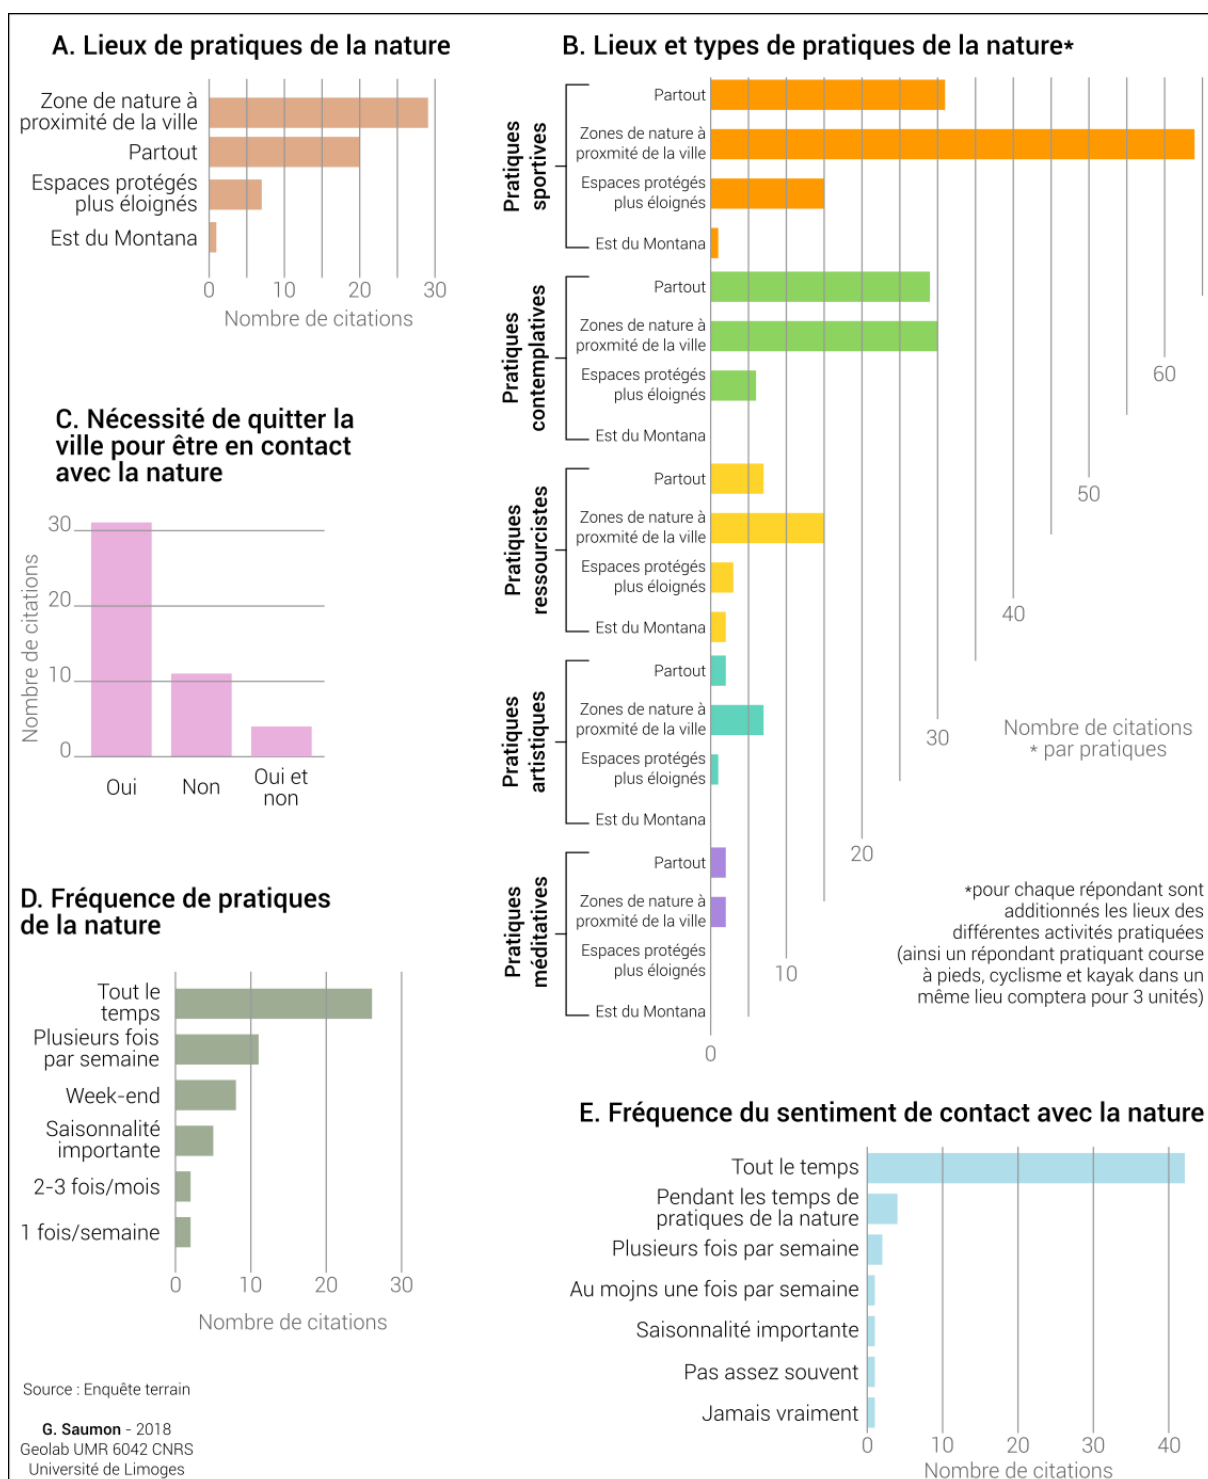 A. Lieux de pratiques de la nature
Zone de nature à
proximité de la ville
Partout
Espaces protégés
plus éloignés
Est du Montana
0
10
20
30
Nombre de citations
B. Lieux et types de pratiques de la nature*
Pratiques
sportives
Partout
Zones de nature à
proxmité de la ville
Espaces protégés
plus éloignés
Est du Montana
Pratiques
contemplatives
Partout
Zones de nature à
proxmité de la ville
Espaces protégés
plus éloignés
Est du Montana
Pratiques
ressourcistes
Partout
Zones de nature à
proxmité de la ville
Espaces protégés
plus éloignés
Est du Montana
Pratiques
artistiques
Partout
Zones de nature à
proxmité de la ville
Espaces protégés
plus éloignés
Est du Montana
Pratiques
méditatives
Partout
Zones de nature à
proxmité de la ville
Espaces protégés
plus éloignés
Est du Montana
0
10
20
30
40
50
60
Nombre de citations
* par pratiques
*pour chaque répondant sont
additionnés les lieux des
différentes activités pratiquées
(ainsi un répondant pratiquant course
à pieds, cyclisme et kayak dans un
même lieu comptera pour 3 unités)
C. Nécessité de quitter la
ville pour être en contact
avec la nature
Nombre de citations
30
20
10
0
Oui
Non
Oui et
non
D. Fréquence de pratiques
de la nature
Tout le
temps
Plusieurs fois
par semaine
Week-end
Saisonnalité
importante
2-3 fois/mois
1 fois/semaine
0
10
20
30
Nombre de citations
E. Fréquence du sentiment de contact avec la nature
Tout le temps
Pendant les temps de
pratiques de la nature
Plusieurs fois par semaine
Au mojns une fois par semaine
Saisonnalité importante
Pas assez souvent
Jamais vraiment
0
10
20
30
40
Nombre de citations
Source : Enquête terrain
G. Saumon - 2018
Geolab UMR 6042 CNRS
Université de Limoges